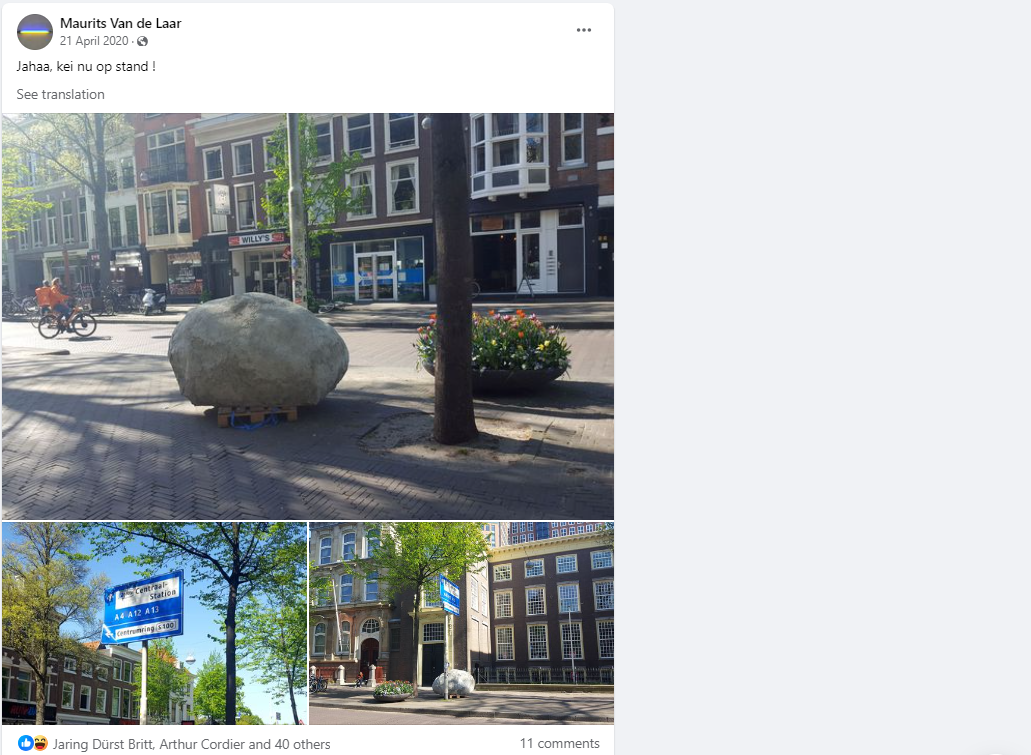 Maurits Van de Laar
21 April 2020 ·
Jahaa, kei nu op stand !
See translation
WILLY'S
Centraal-
Station
A4 A12 A13
Centrumring (s100)
Jaring Dürst Britt, Arthur Cordier and 40 others
11 comments